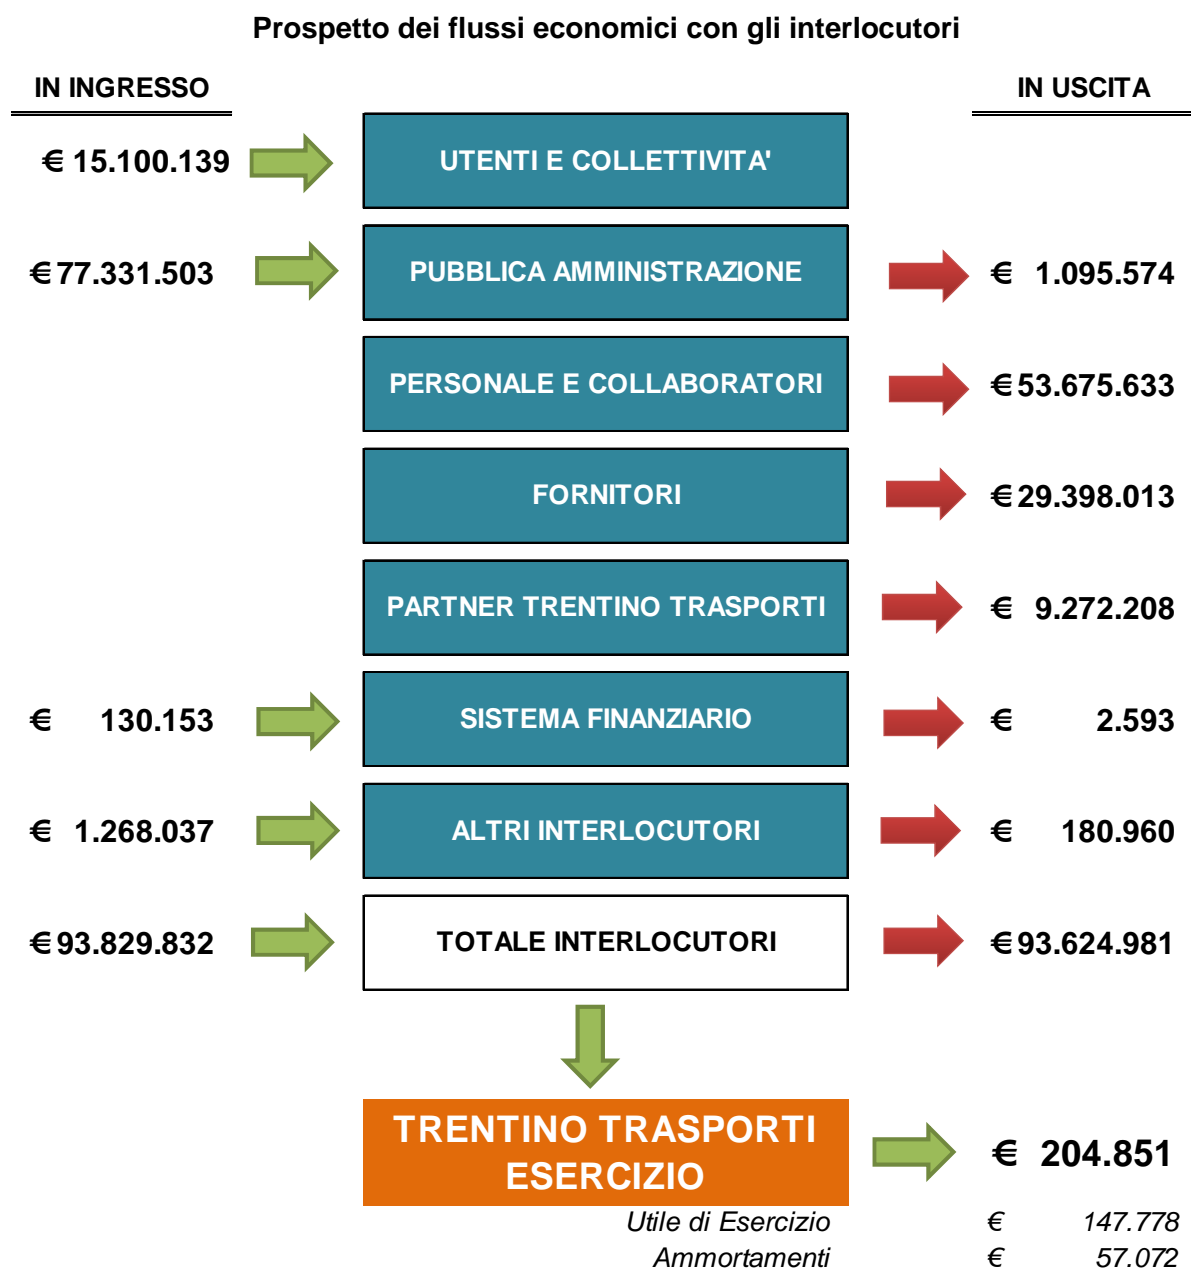 Prospetto dei flussi economici con gli interlocutori
IN INGRESSO IN USCITA
€ 15.100.139 UTENTI E COLLETTIVITA'
€ 77.331.503 PUBBLICA AMMINISTRAZIONE € 1.095.574
PERSONALE E COLLABORATORI € 53.675.633
FORNITORI € 29.398.013
PARTNER TRENTINO TRASPORTI € 9.272.208
€ 130.153 SISTEMA FINANZIARIO € 2.593
€ 1.268.037 ALTRI INTERLOCUTORI € 180.960
€ 93.829.832 TOTALE INTERLOCUTORI € 93.624.981
TRENTINO TRASPORTI
ESERCIZIO € 204.851
Utile di Esercizio € 147.778
Ammortamenti € 57.072